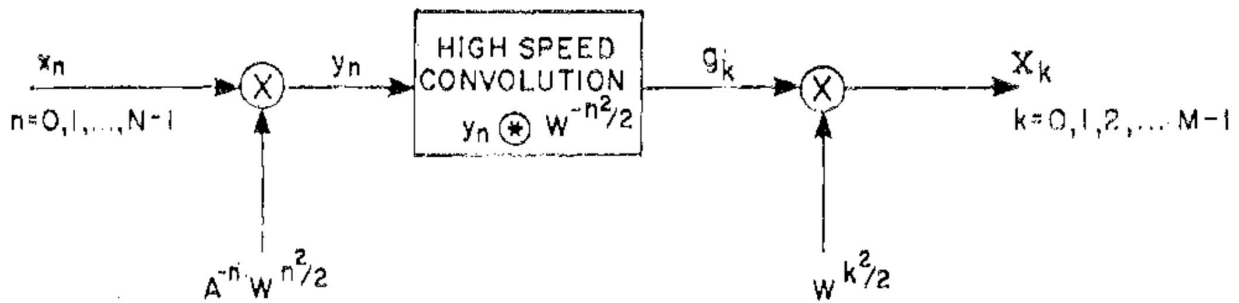 xₙ
n=0,1,...,N-1
X
yₙ
HIGH SPEED
CONVOLUTION
yₙ ⊛ W^{-n²/2}
gₖ
X
Xₖ
k=0,1,2,... M-1
A⁻ⁿ W^{n²/2}
W^{k²/2}